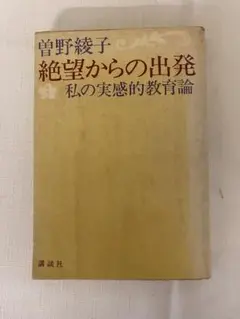 曽野綾子
絶望からの出発
私の実感的教育論
講談社